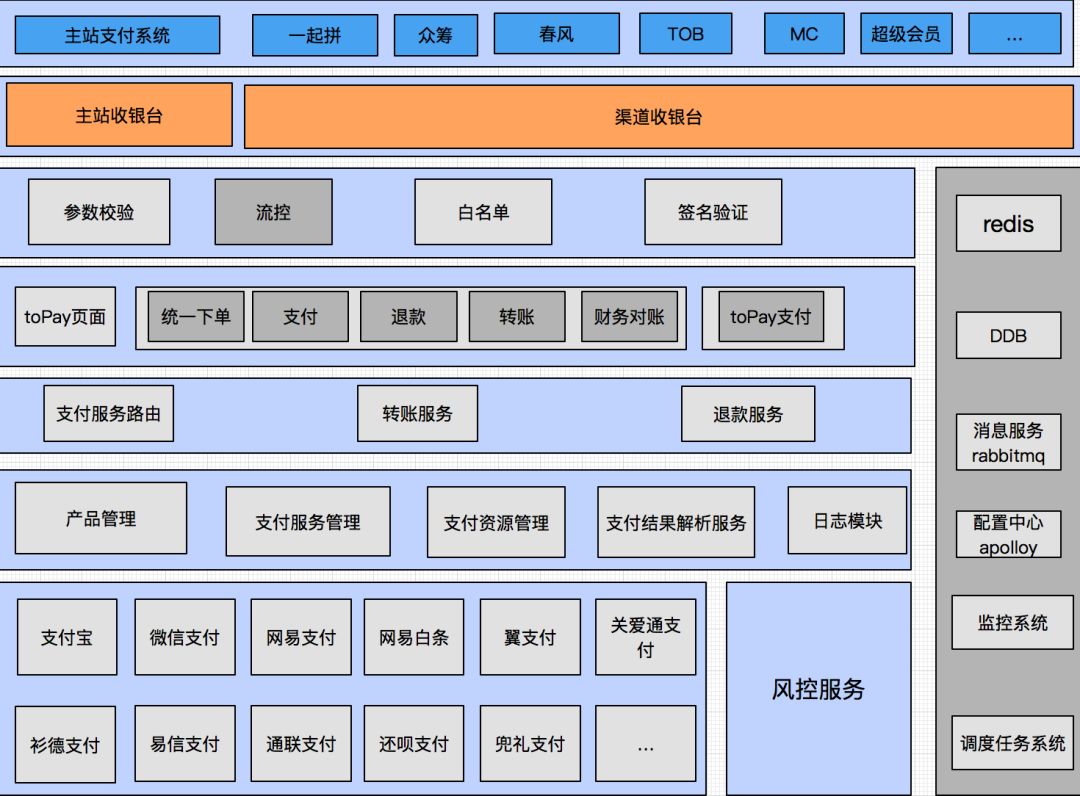 主站支付系统
一起拼
众筹
春风
TOB
MC
超级会员
...
主站收银台
渠道收银台
参数校验
流控
白名单
签名验证
toPay页面
统一下单
支付
退款
转账
财务对账
toPay支付
支付服务路由
转账服务
退款服务
产品管理
支付服务管理
支付资源管理
支付结果解析服务
日志模块
支付宝
微信支付
网易支付
网易白条
翼支付
关爱通支
付
衫德支付
易信支付
通联支付
还呗支付
兜礼支付
...
风控服务
redis
DDB
消息服务
rabbitmq
配置中心
apolloy
监控系统
调度任务系统